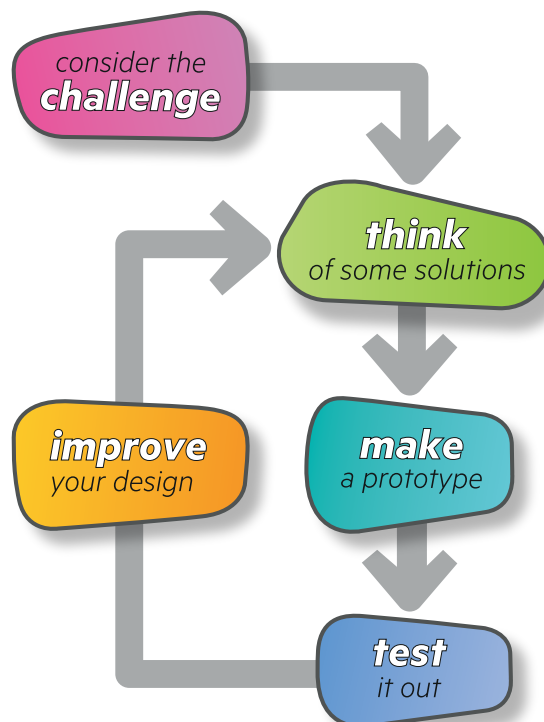 consider the
challenge
think
of some solutions
make
a prototype
test
it out
improve
your design